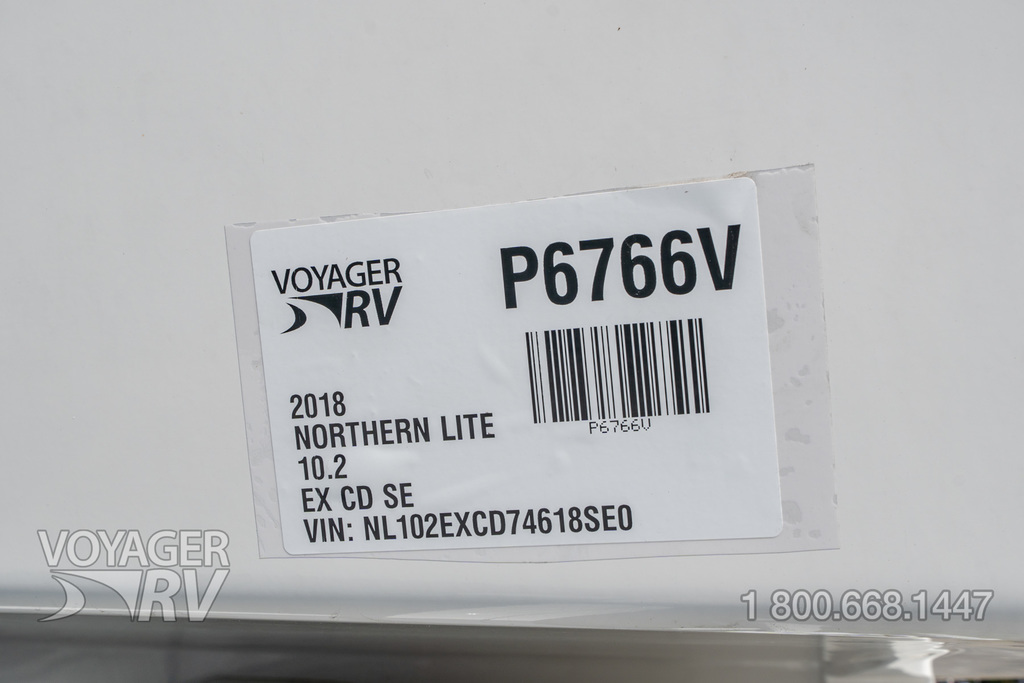 P6766V
VOYAGER
RV
P6766V
2018
NORTHERN LITE
10.2
EX CD SE
VIN: NL102EXCD74618SE0
VOYAGER
RV
1 800.668.1447